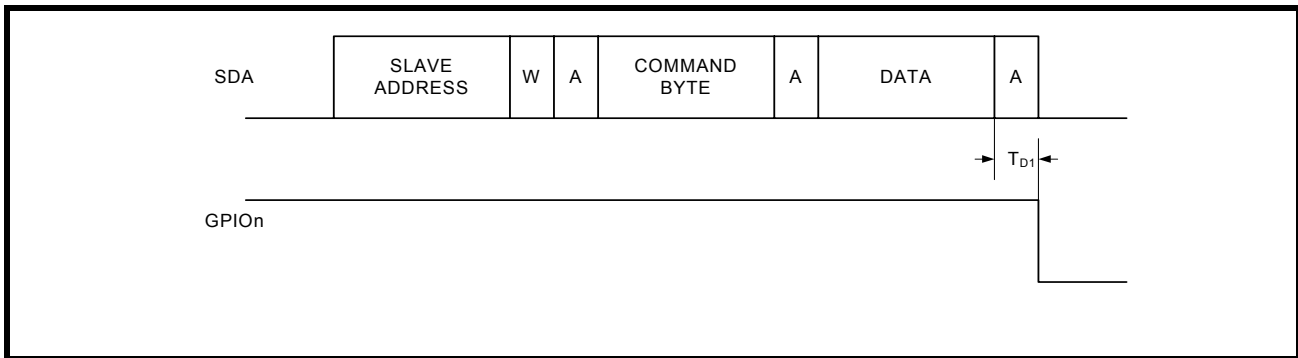 SDA
SLAVE
ADDRESS
W
A
COMMAND
BYTE
A
DATA
A
TD1
GPIOn